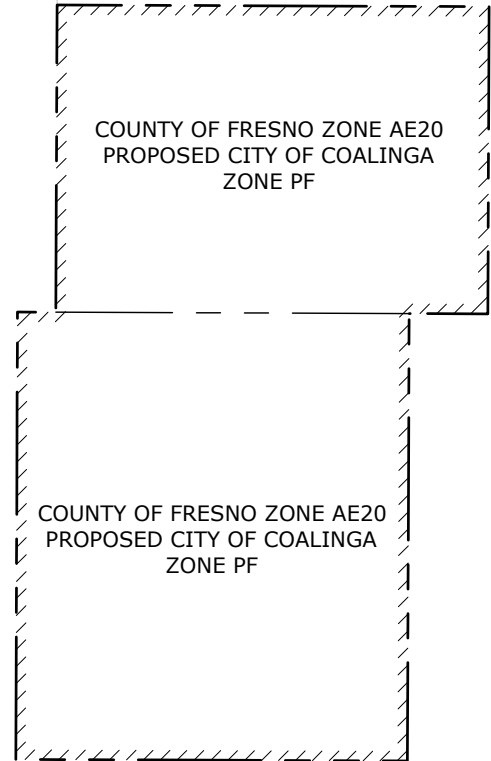 COUNTY OF FRESNO ZONE AE20
PROPOSED CITY OF COALINGA
ZONE PF
COUNTY OF FRESNO ZONE AE20
PROPOSED CITY OF COALINGA
ZONE PF